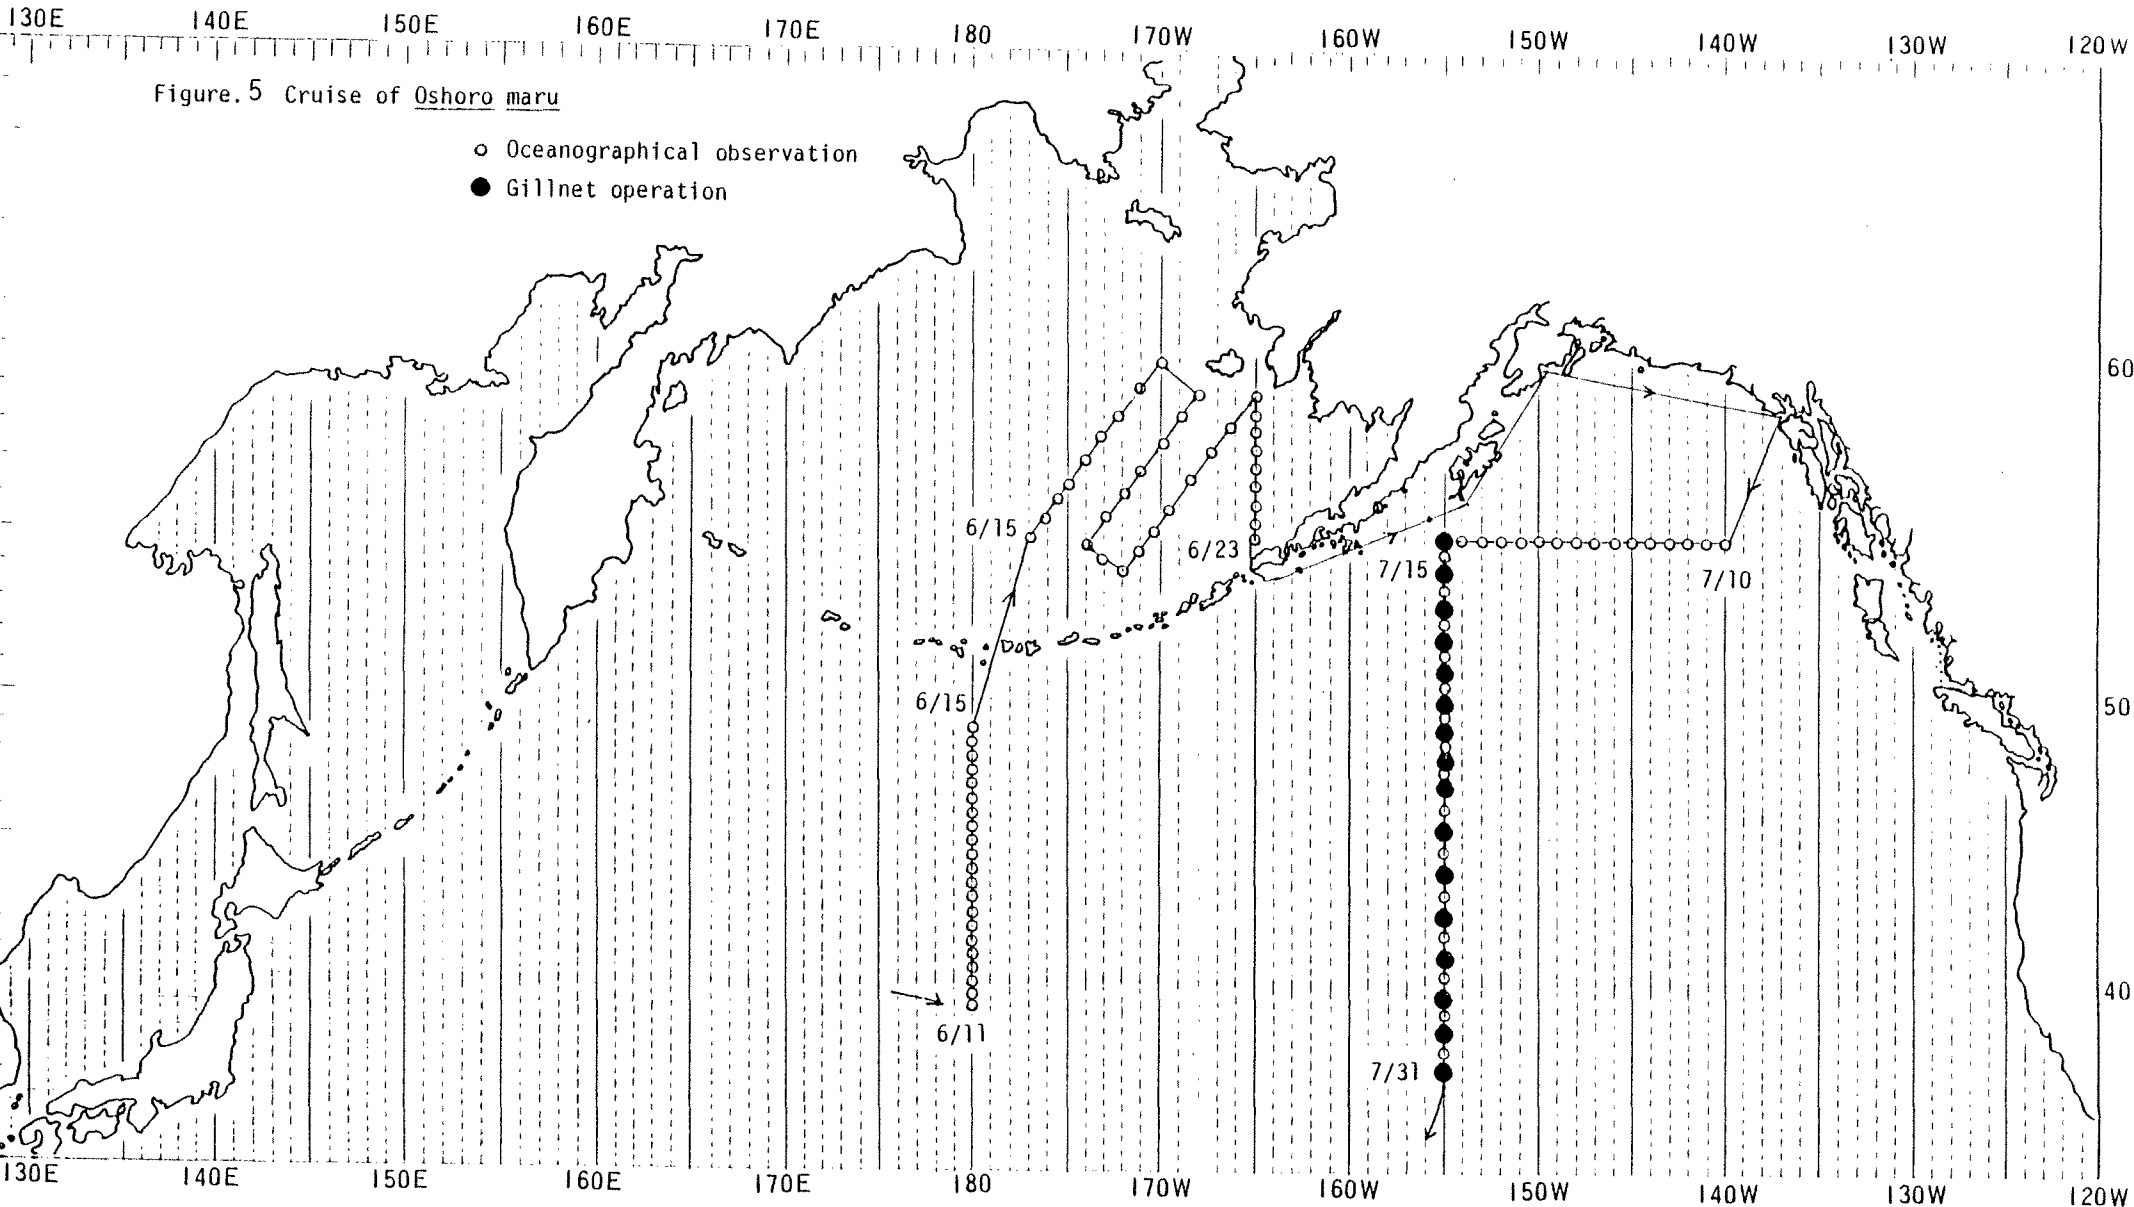 130E 140E 150E 160E 170E 180 170W 160W 150W 140W 130W 120W
Figure. 5 Cruise of Oshoro maru
Oceanographical observation
Gillnet operation
60
6/15
6/23
7/15
7/10
6/15
50
40
6/11
7/31
130E 140E 150E 160E 170E 180 170W 160W 150W 140W 130W 120W